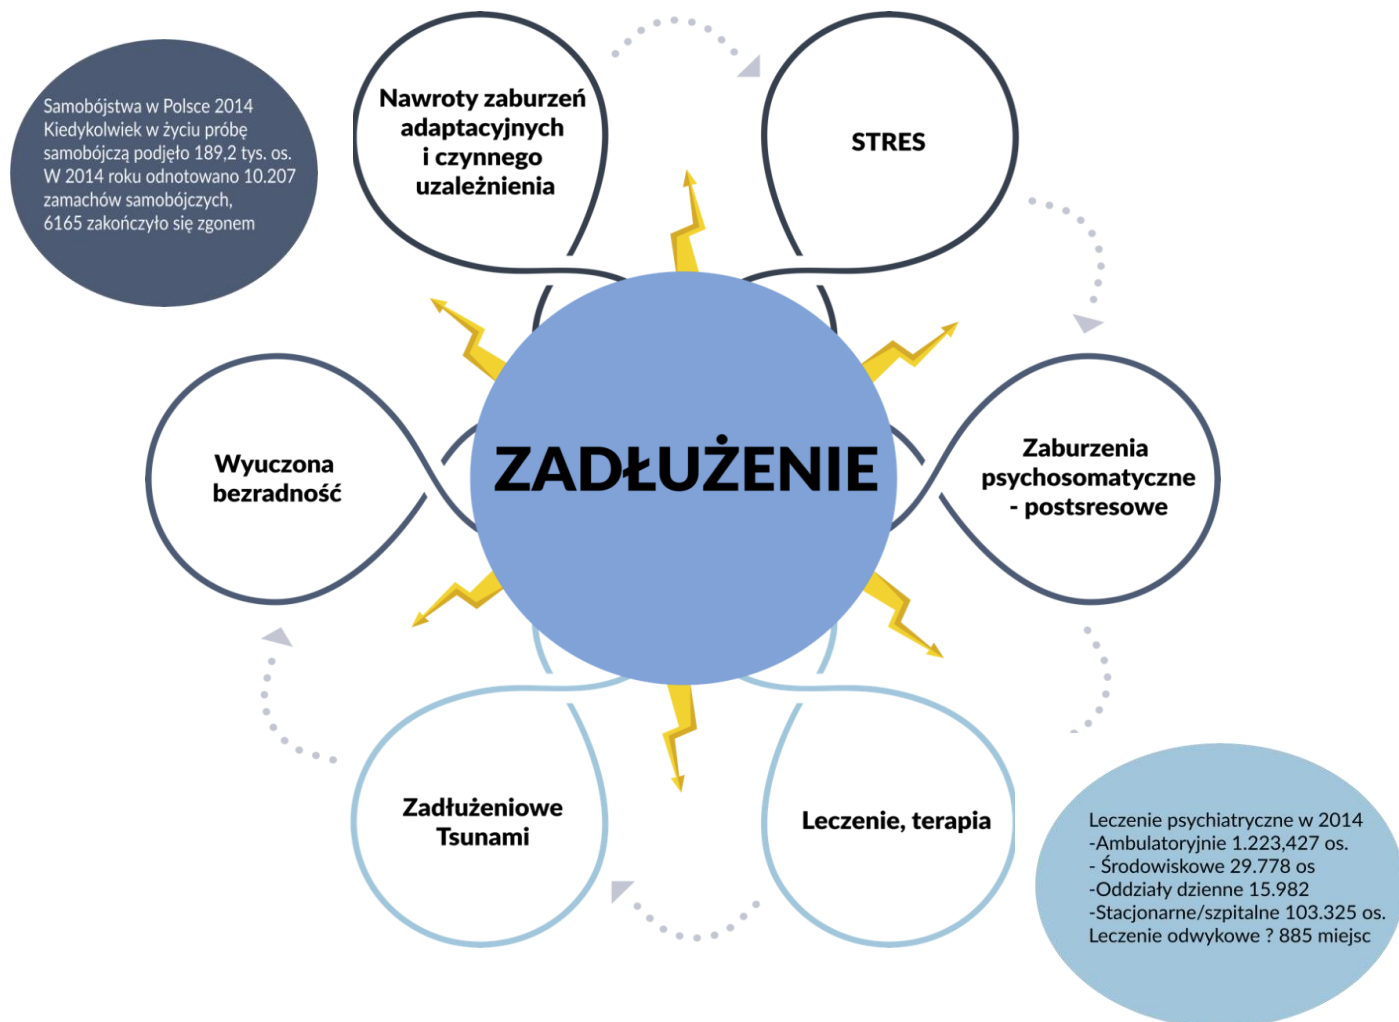 Samobójstwa w Polsce 2014
Kiedykolwiek w życiu próbę
samobójczą podjęło 189,2 tys. os.
W 2014 roku odnotowano 10.207
zamachów samobójczych,
6165 zakończyło się zgonem
Nawroty zaburzeń
adaptacyjnych
i czynnego
uzależnienia
STRES
Wyuczona
bezradność
ZADŁUŻENIE
Zaburzenia
psychosomatyczne
- postsresowe
Zadłużeniowe
Tsunami
Leczenie, terapia
Leczenie psychiatryczne w 2014
-Ambulatoryjnie 1.223,427 os.
- Środowiskowe 29.778 os
-Oddziały dzienne 15.982
-Stacjonarne/szpitalne 103.325 os.
Leczenie odwykowe ? 885 miejsc